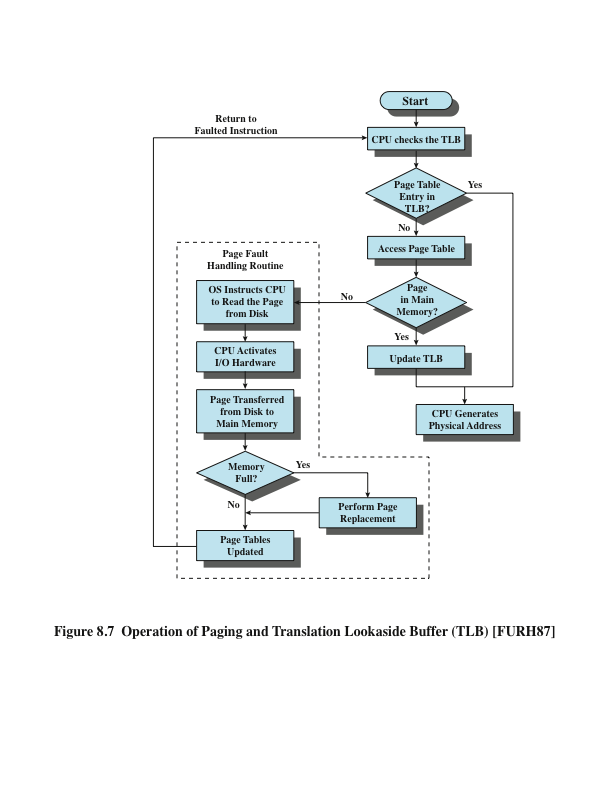 Start
Return to
Faulted Instruction
CPU checks the TLB
Page Table
Entry in
TLB?
Yes
No
Access Page Table
Page Fault
Handling Routine
OS Instructs CPU
to Read the Page
from Disk
No
Page
in Main
Memory?
Yes
CPU Activates
I/O Hardware
Update TLB
Page Transferred
from Disk to
Main Memory
CPU Generates
Physical Address
Memory
Full?
Yes
No
Perform Page
Replacement
Page Tables
Updated
Figure 8.7  Operation of Paging and Translation Lookaside Buffer (TLB) [FURH87]